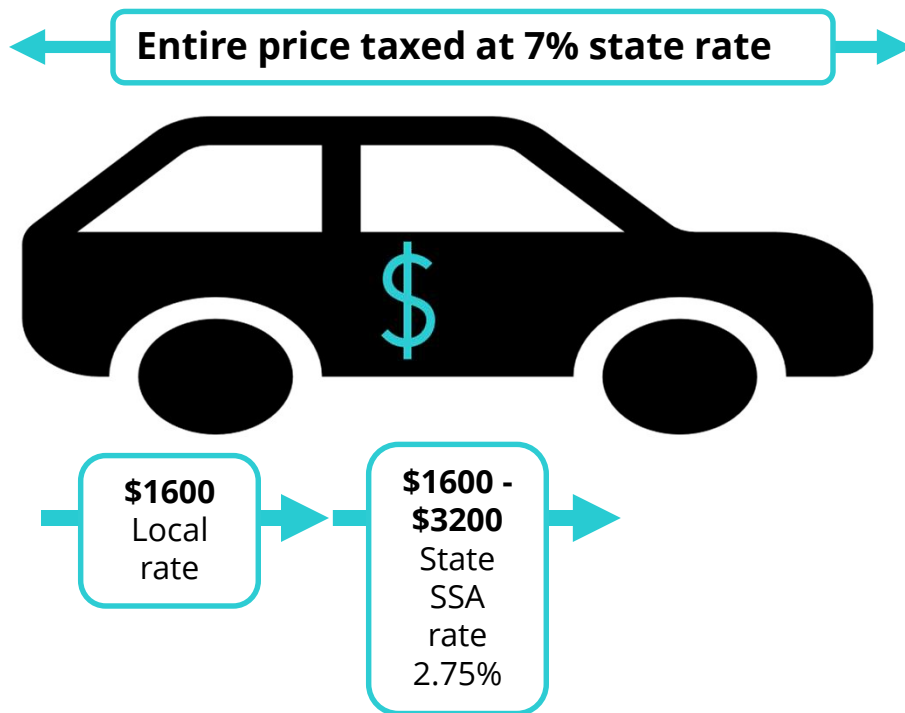 Entire price taxed at 7% state rate
$
$1600
Local
rate
$1600 -
$3200
State
SSA
rate
2.75%